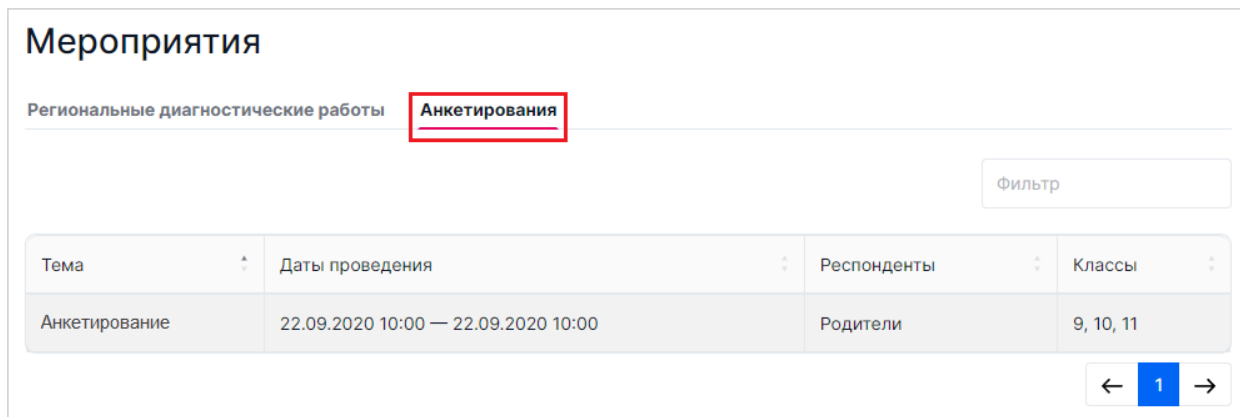 Мероприятия
Региональные диагностические работы Анкетирования
Фильтр
Тема Даты проведения Респонденты Классы
Анкетирование 22.09.2020 10:00 — 22.09.2020 10:00 Родители 9, 10, 11
← 1 →